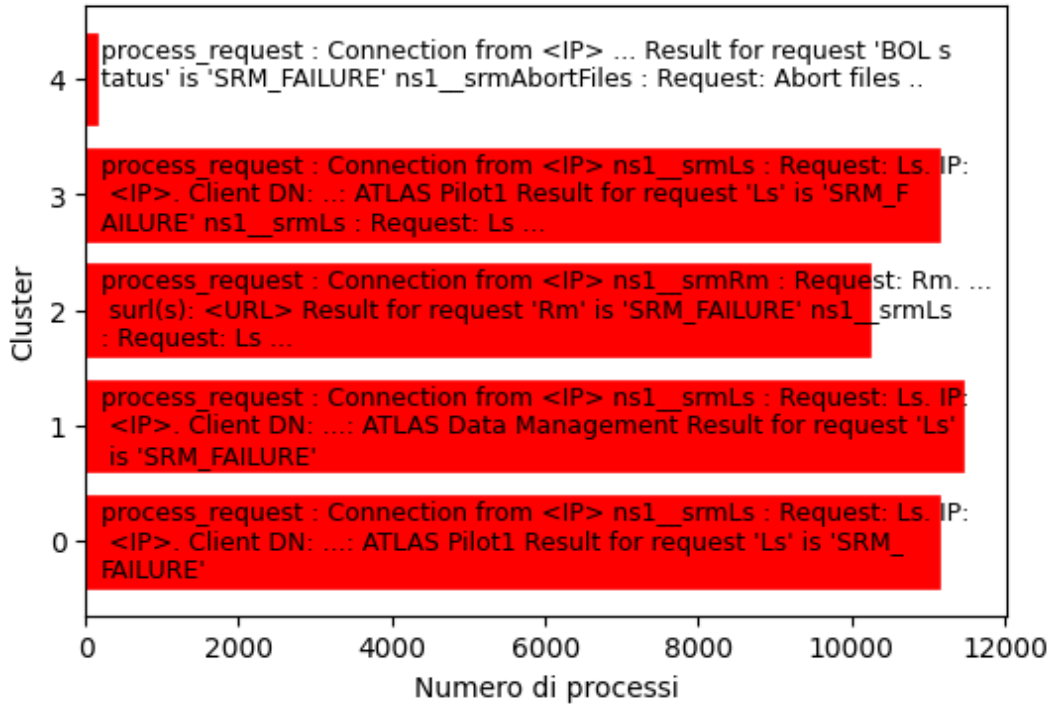 4
process_request : Connection from <IP> ... Result for request 'BOL s
tatus' is 'SRM_FAILURE' ns1__srmAbortFiles : Request: Abort files ..
3
process_request : Connection from <IP> ns1__srmLs : Request: Ls. IP:
<IP>. Client DN: ...: ATLAS Pilot1 Result for request 'Ls' is 'SRM_F
AILURE' ns1__srmLs : Request: Ls ...
2
process_request : Connection from <IP> ns1__srmRm : Request: Rm. ...
surl(s): <URL> Result for request 'Rm' is 'SRM_FAILURE' ns1__srmLs
: Request: Ls ...
1
process_request : Connection from <IP> ns1__srmLs : Request: Ls. IP:
<IP>. Client DN: ...: ATLAS Data Management Result for request 'Ls'
is 'SRM_FAILURE'
0
process_request : Connection from <IP> ns1__srmLs : Request: Ls. IP:
<IP>. Client DN: ...: ATLAS Pilot1 Result for request 'Ls' is 'SRM_
FAILURE'
Cluster
0 2000 4000 6000 8000 10000 12000
Numero di processi